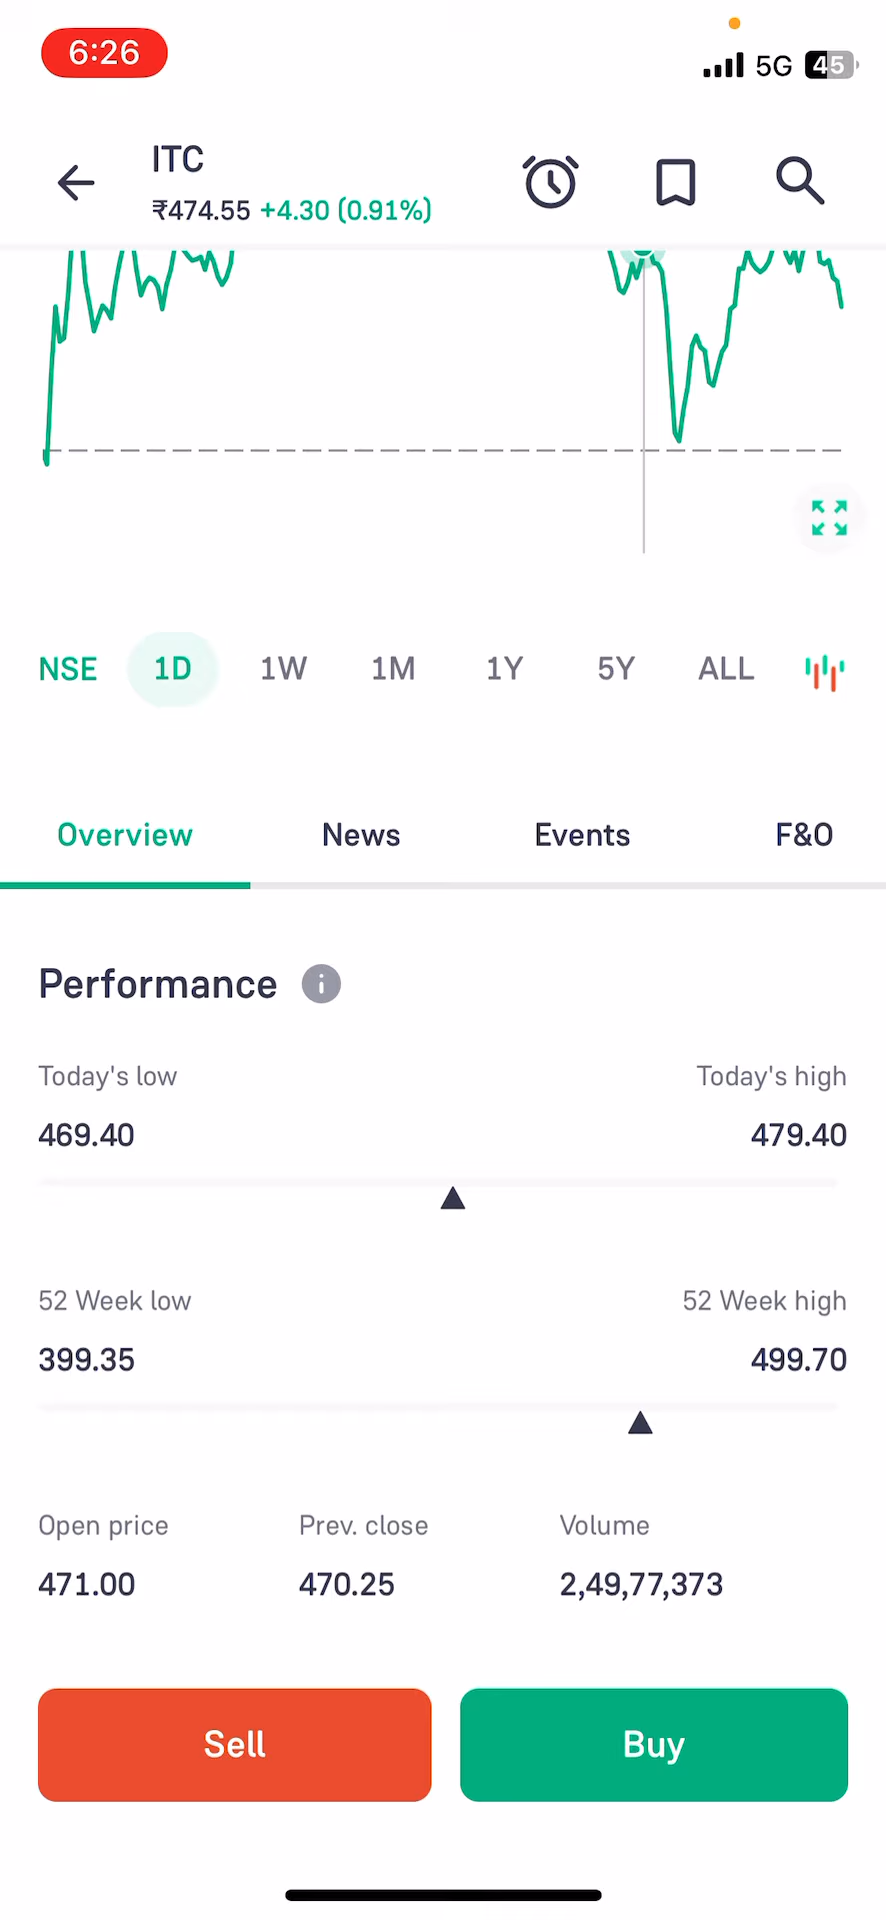 6:26
5G 45
ITC
₹474.55 +4.30 (0.91%)
NSE 1D 1W 1M 1Y 5Y ALL
Overview News Events F&O
Performance
Today's low Today's high
469.40 479.40
52 Week low 52 Week high
399.35 499.70
Open price Prev. close Volume
471.00 470.25 2,49,77,373
Sell Buy